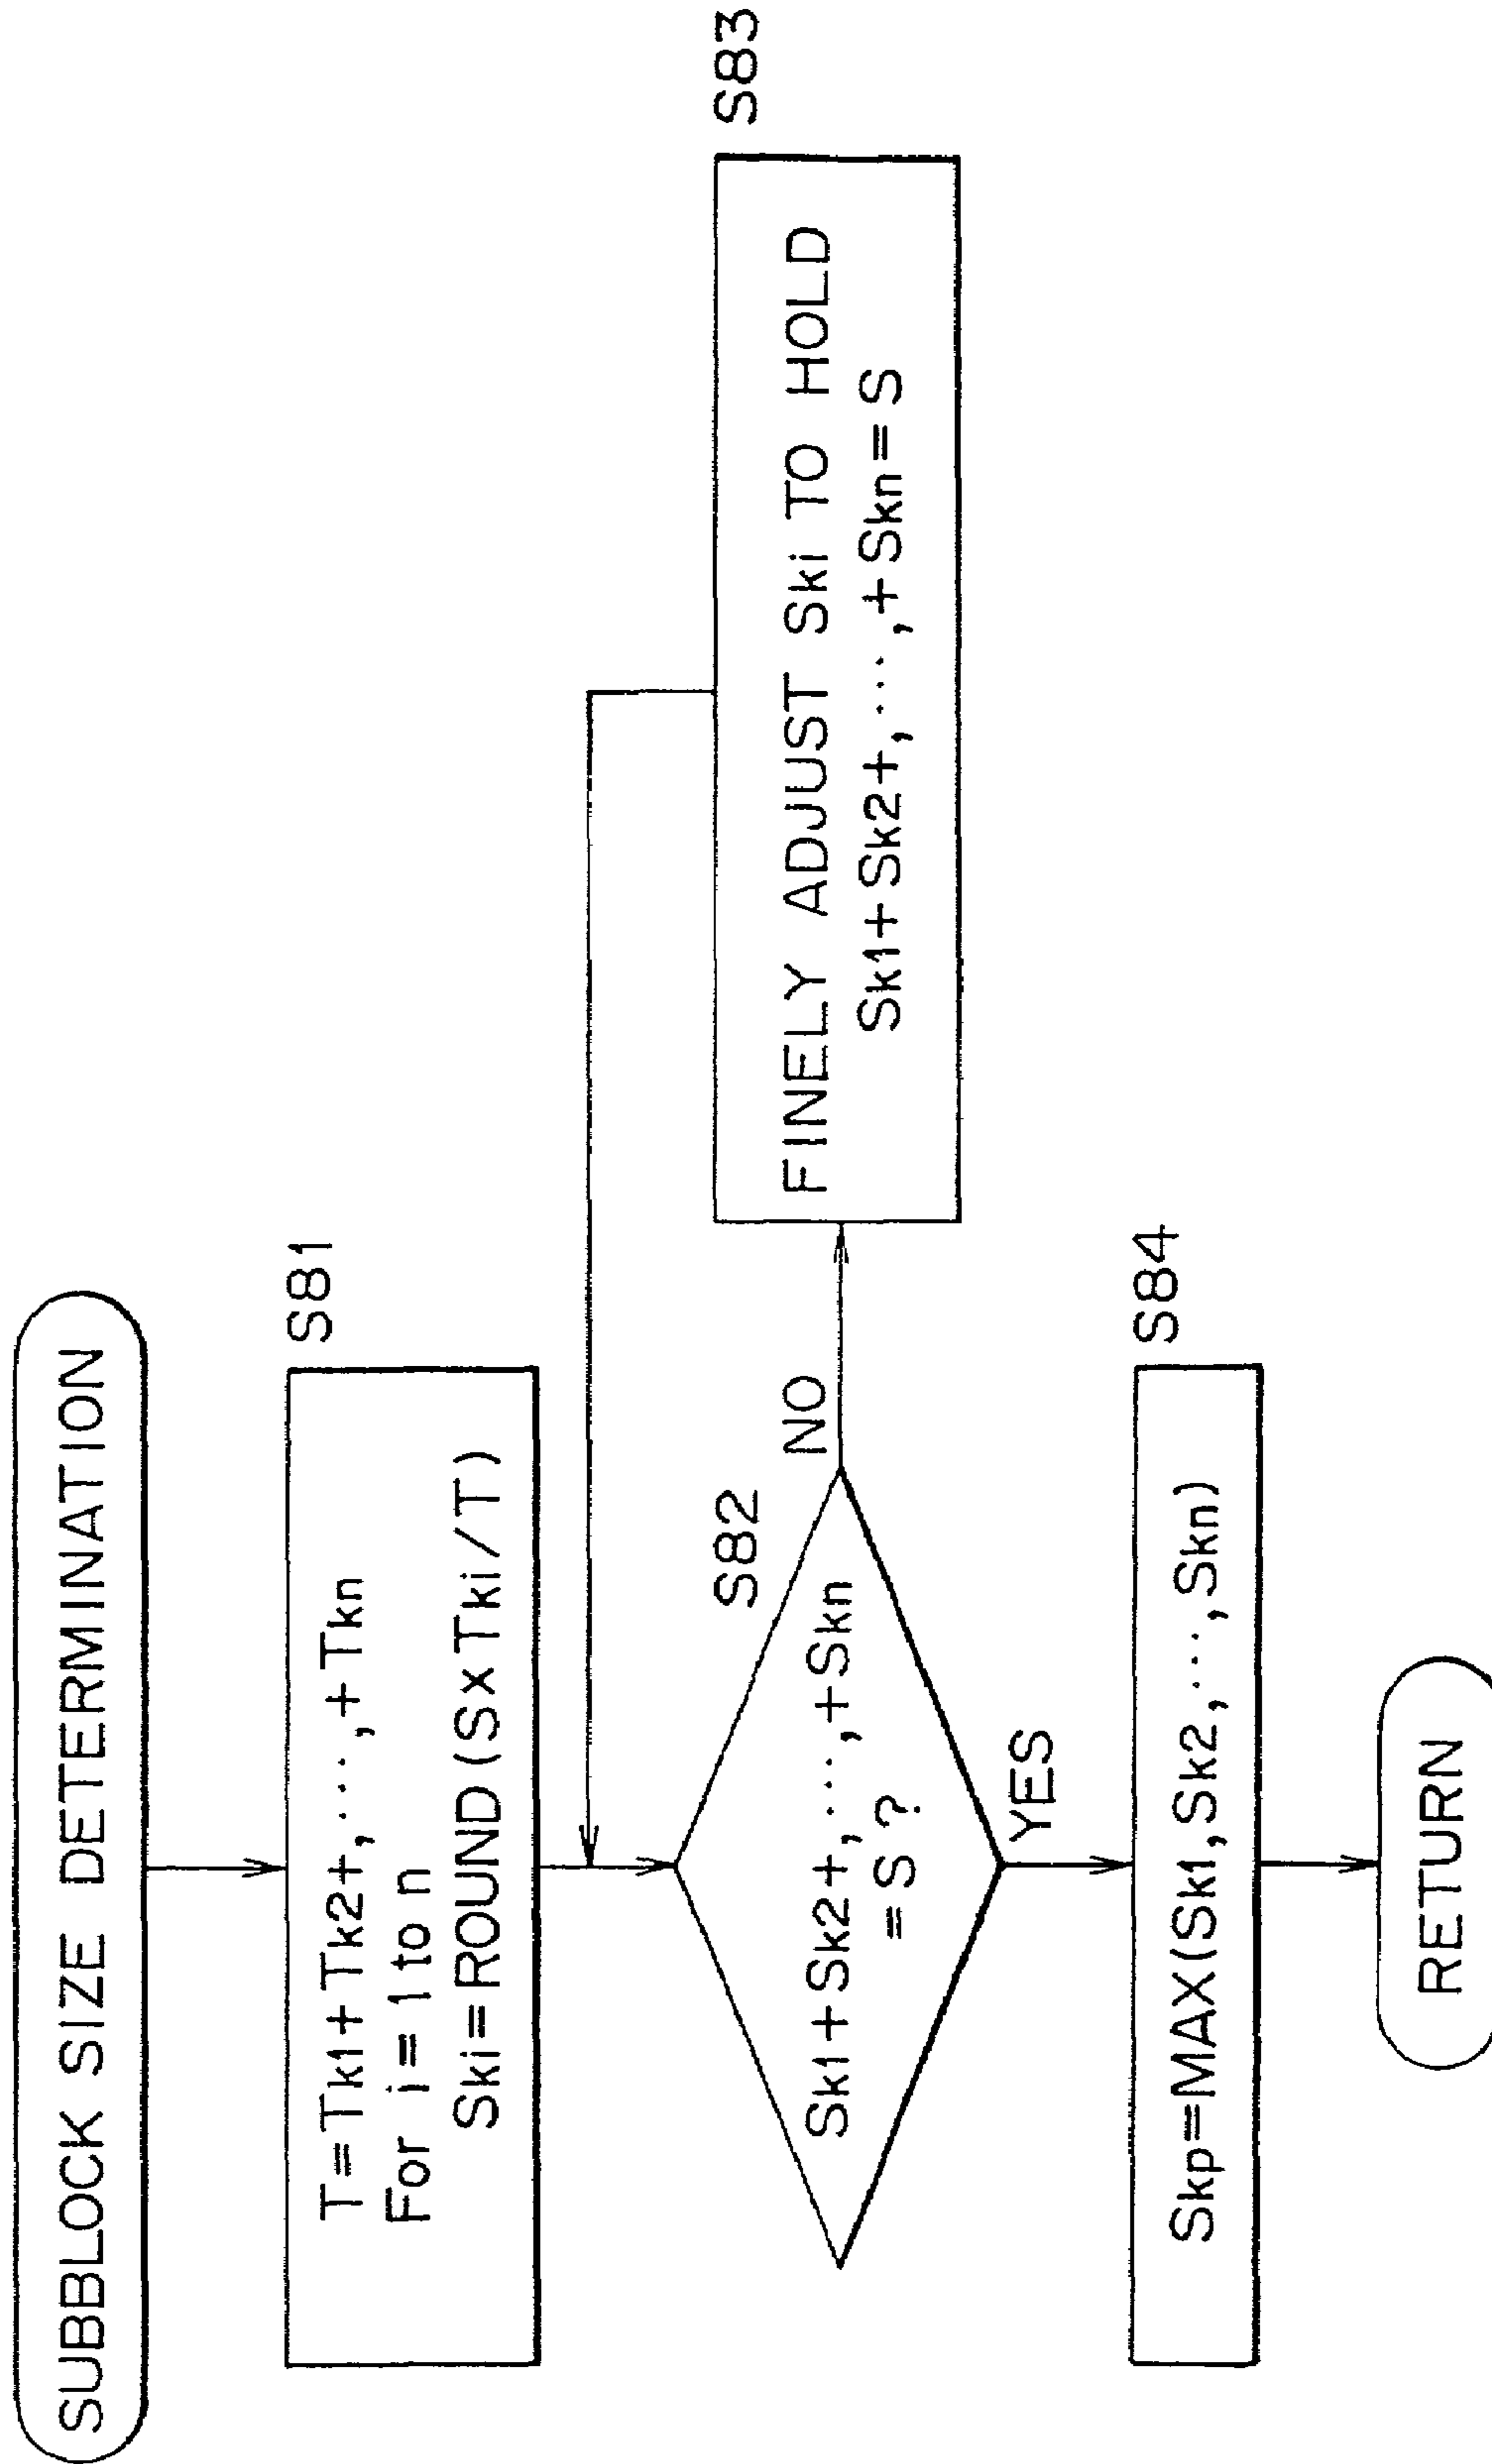 SUBBLOCK SIZE DETERMINATION
S81
T=Tk1+Tk2+,···,+Tkn
For i=1 to n
Ski=ROUND(S×Tki/T)
S82
Sk1+Sk2+,···,+Skn
=S?
NO
YES
S83
FINELY ADJUST Ski TO HOLD
Sk1+Sk2+,···,+Skn=S
S84
Skp=MAX(Sk1,Sk2,···,Skn)
RETURN